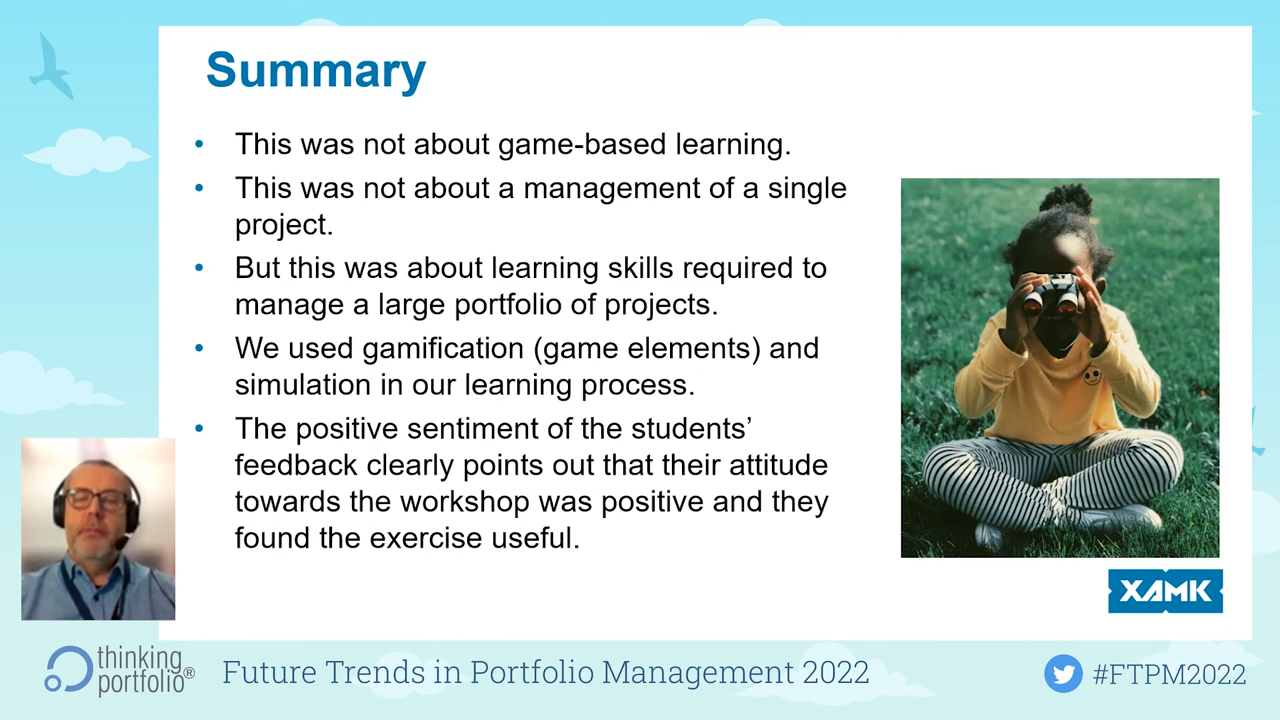 Summary
• This was not about game-based learning.
• This was not about a management of a single
project.
• But this was about learning skills required to
manage a large portfolio of projects.
• We used gamification (game elements) and
simulation in our learning process.
• The positive sentiment of the students’
feedback clearly points out that their attitude
towards the workshop was positive and they
found the exercise useful.
XAMK
thinking
portfolio®
Future Trends in Portfolio Management 2022
#FTPM2022